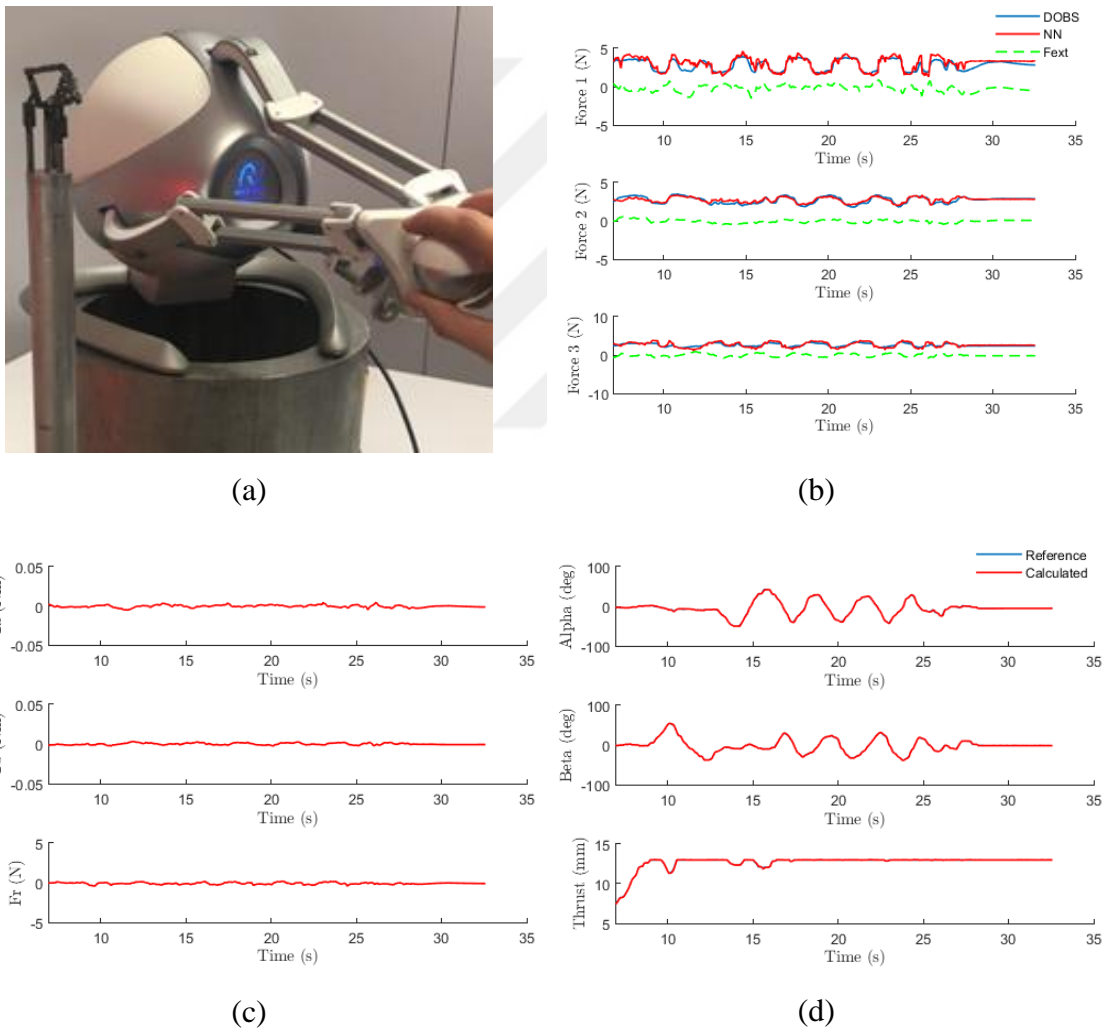 DOBS
NN
Fext
Force 1 (N)
5
0
-5
10 15 20 25 30 35
Time (s)
Force 2 (N)
5
0
-5
10 15 20 25 30 35
Time (s)
Force 3 (N)
10
0
-10
10 15 20 25 30 35
Time (s)
(a) (b)
0.05
0
-0.05
10 15 20 25 30 35
Time (s)
0.05
0
-0.05
10 15 20 25 30 35
Time (s)
Fr (N)
5
0
-5
10 15 20 25 30 35
Time (s)
Reference
Calculated
Alpha (deg)
100
0
-100
10 15 20 25 30 35
Time (s)
Beta (deg)
100
0
-100
10 15 20 25 30 35
Time (s)
Thrust (mm)
15
10
5
10 15 20 25 30 35
Time (s)
(c) (d)